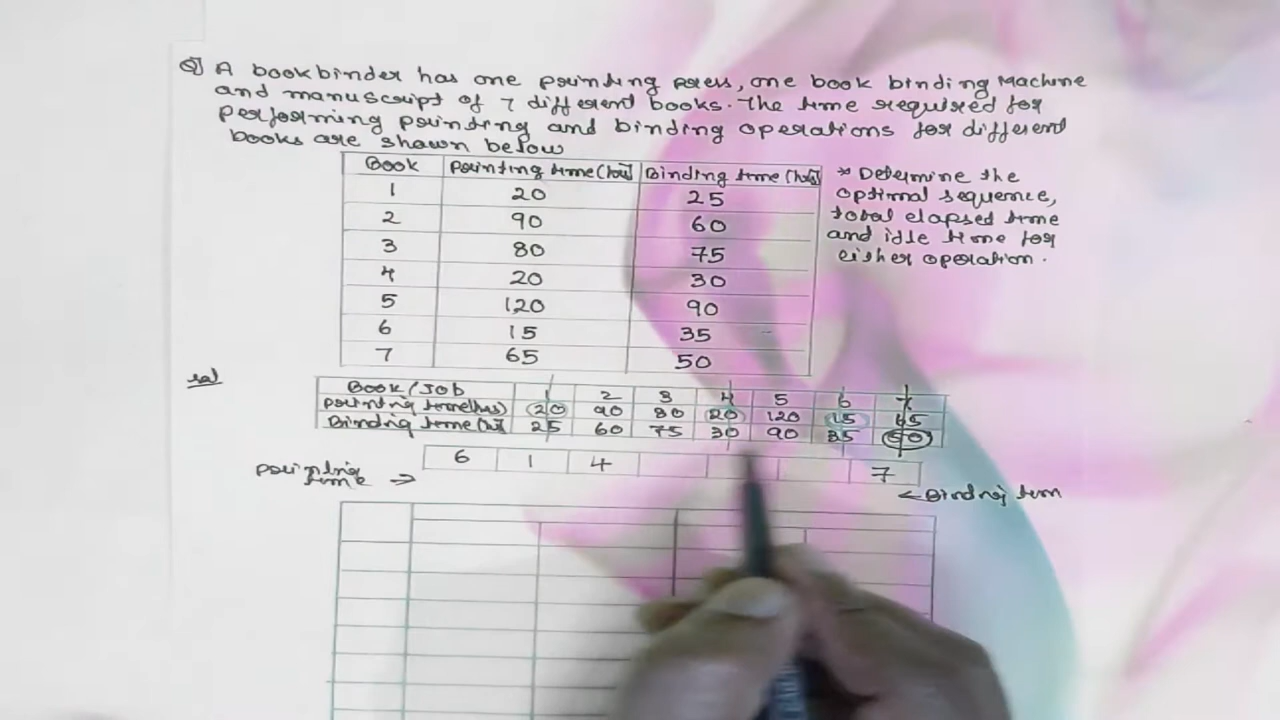 Q) A bookbinder has one printing press, one book binding Machine
and manuscript of 7 different books. The time required for
performing printing and binding operations for different
books are shown below
Book Printing time (hrs) Binding time (hrs)
1 20 25
2 90 60
3 80 75
4 20 30
5 120 90
6 15 35
7 65 50
* Determine the
optimal sequence,
total elapsed time
and idle time for
either operation.
sol
Book/Job 1 2 3 4 5 6 7
Printing time (hrs) 20 90 80 20 120 15 65
Binding time (hrs) 25 60 75 30 90 35 50
6 1 4 7
Printing time →
← Binding tim